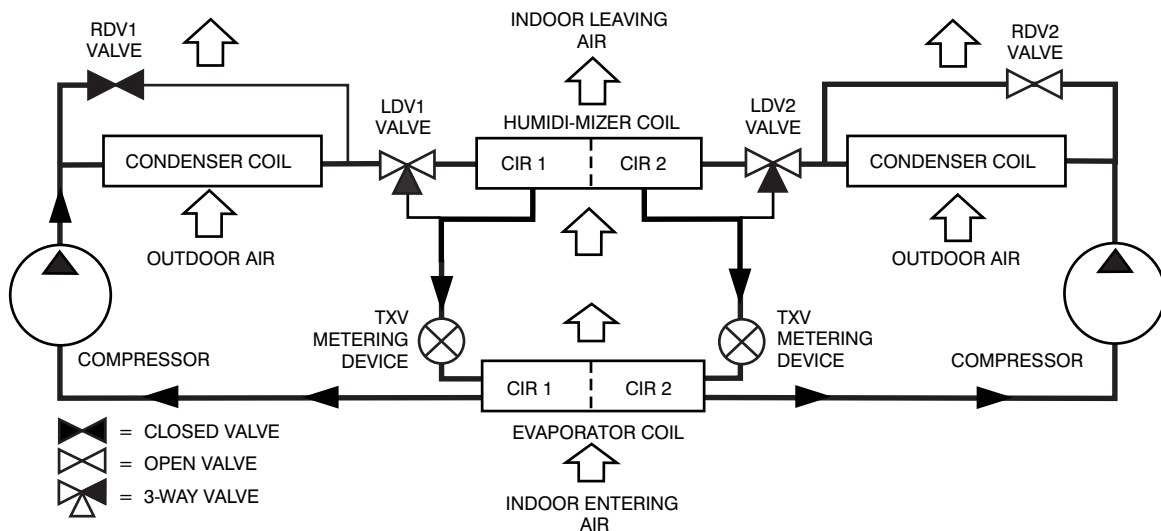 RDV1
VALVE
INDOOR LEAVING
AIR
RDV2
VALVE
LDV1
VALVE
HUMIDI-MIZER COIL
LDV2
VALVE
CONDENSER COIL
CIR 1
CIR 2
CONDENSER COIL
OUTDOOR AIR
OUTDOOR AIR
TXV
METERING
DEVICE
TXV
METERING
DEVICE
COMPRESSOR
COMPRESSOR
CIR 1
CIR 2
EVAPORATOR COIL
INDOOR ENTERING
AIR
= CLOSED VALVE
= OPEN VALVE
= 3-WAY VALVE